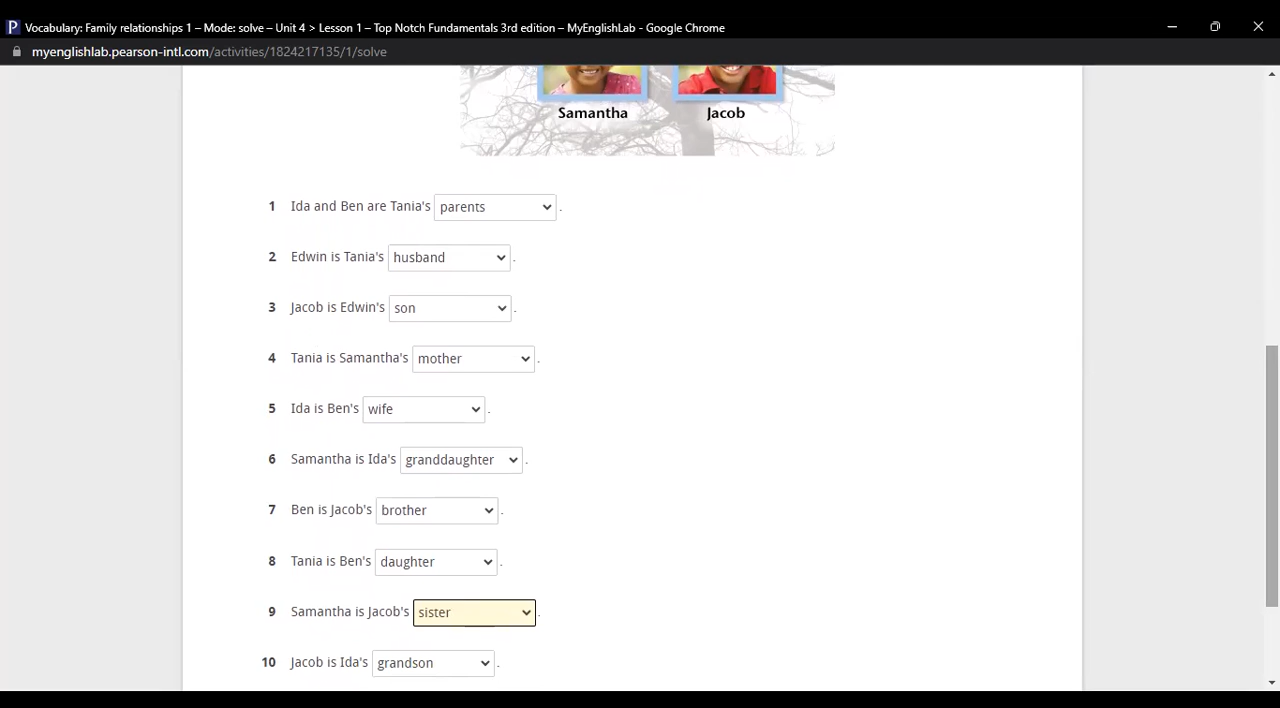 Vocabulary: Family relationships 1 – Mode: solve – Unit 4 > Lesson 1 – Top Notch Fundamentals 3rd edition – MyEnglishLab - Google Chrome
myenglishlab.pearson-intl.com/activities/1824217135/1/solve
Samantha Jacob
1 Ida and Ben are Tania's parents .
2 Edwin is Tania's husband .
3 Jacob is Edwin's son .
4 Tania is Samantha's mother .
5 Ida is Ben's wife .
6 Samantha is Ida's granddaughter .
7 Ben is Jacob's brother .
8 Tania is Ben's daughter .
9 Samantha is Jacob's sister .
10 Jacob is Ida's grandson .